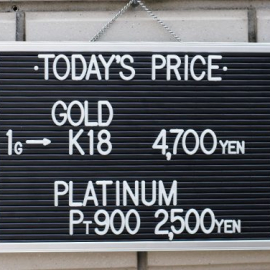 ·TODAY'S PRICE·
GOLD
1G→ K18 4,700YEN
PLATINUM
PT900 2,500YEN